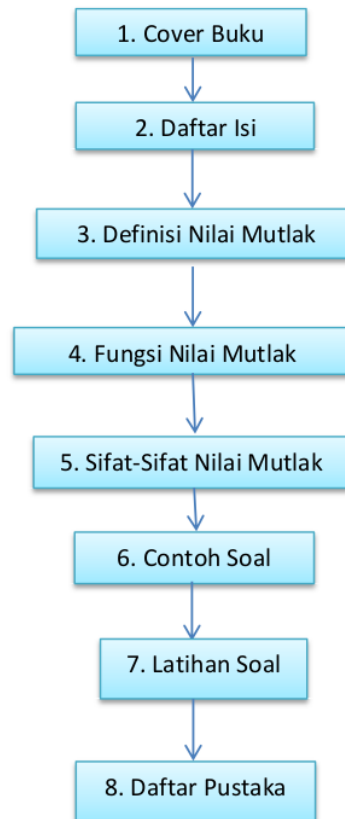 1. Cover Buku
2. Daftar Isi
3. Definisi Nilai Mutlak
4. Fungsi Nilai Mutlak
5. Sifat-Sifat Nilai Mutlak
6. Contoh Soal
7. Latihan Soal
8. Daftar Pustaka